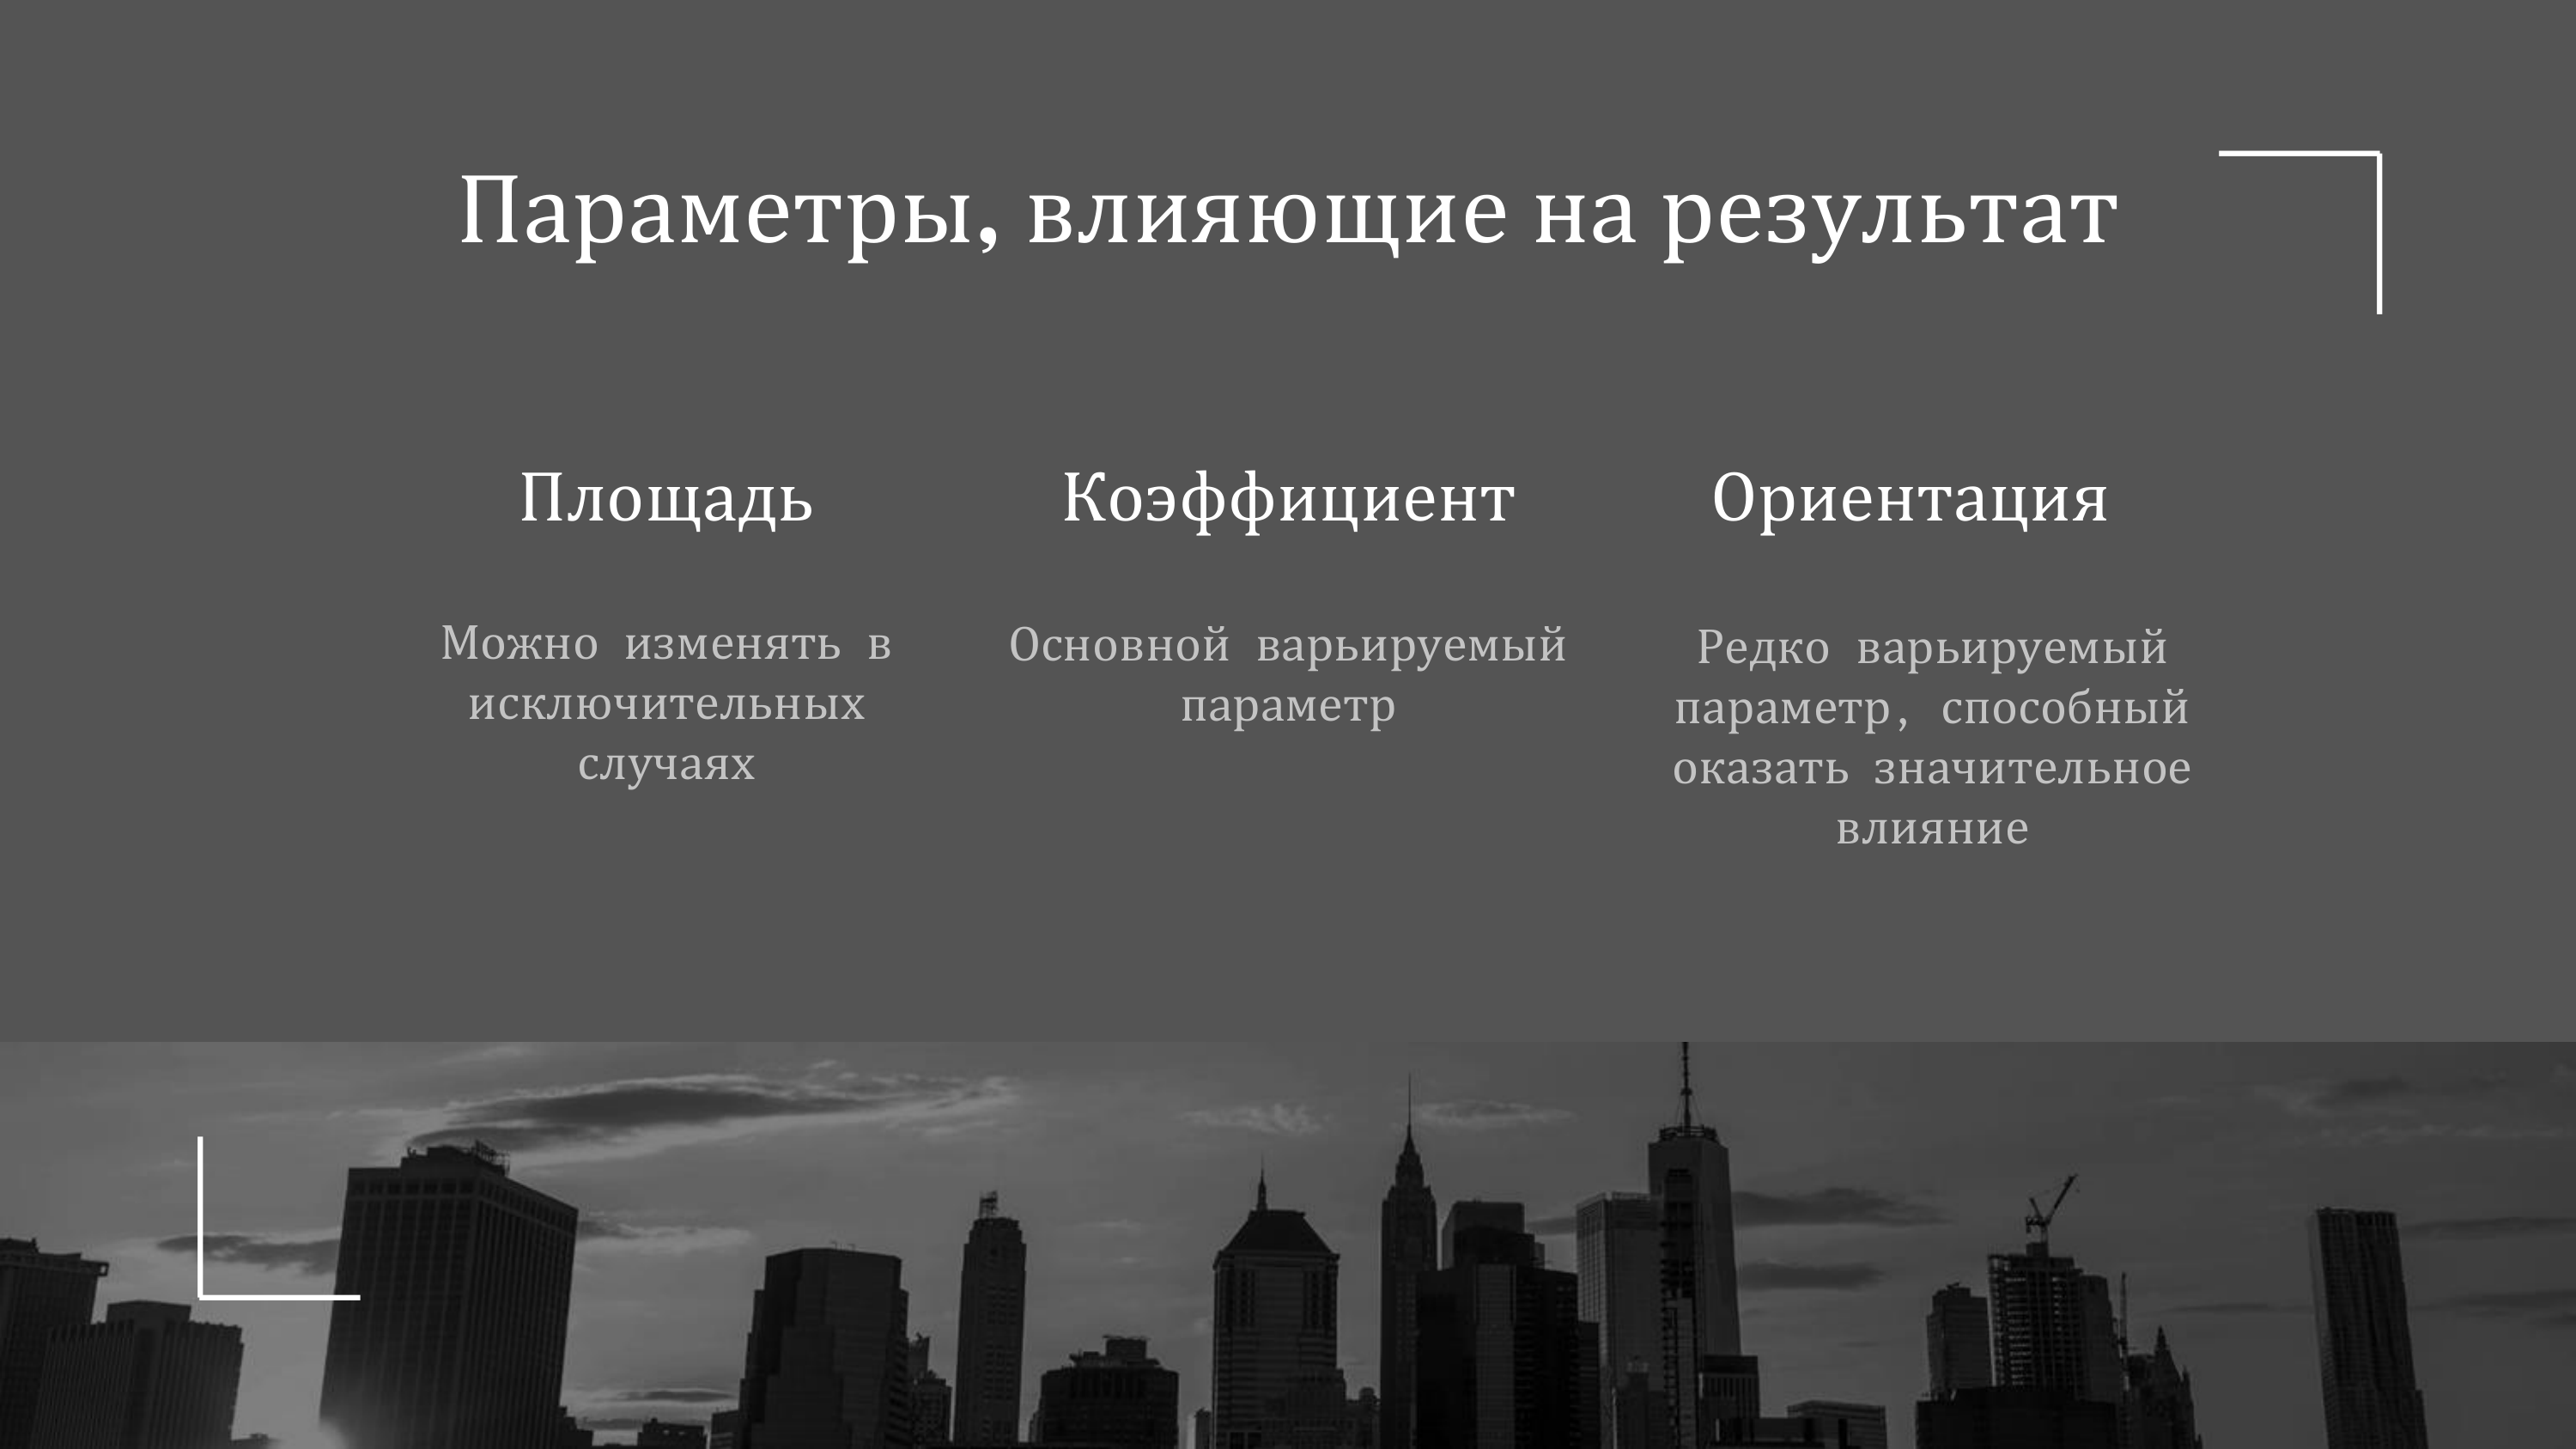 Параметры, влияющие на результат
Площадь
Можно изменять в
исключительных
случаях
Коэффициент
Основной варьируемый
параметр
Ориентация
Редко варьируемый
параметр, способный
оказать значительное
влияние